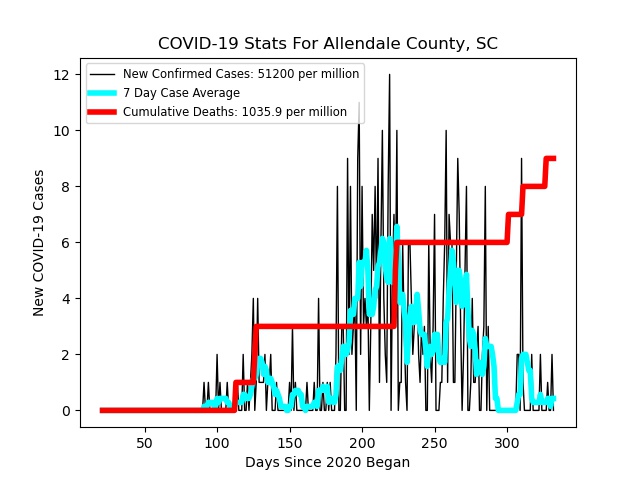 COVID-19 Stats For Allendale County, SC
New Confirmed Cases: 51200 per million
7 Day Case Average
Cumulative Deaths: 1035.9 per million
12
10
8
6
4
2
0
New COVID-19 Cases
50 100 150 200 250 300
Days Since 2020 Began